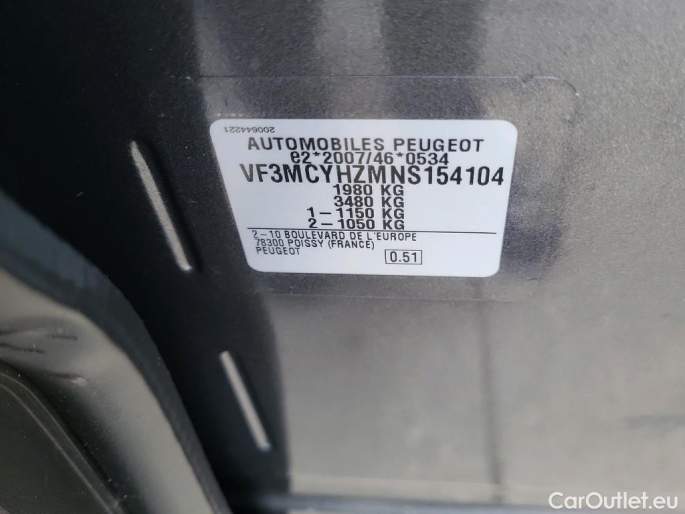 200644221
AUTOMOBILES PEUGEOT
e2*2007/46*0534
VF3MCYHZMNS154104
1980 KG
3480 KG
1-1150 KG
2-1050 KG
2-10 BOULEVARD DE L'EUROPE
78300 POISSY (FRANCE)
PEUGEOT
0.51
CarOutlet.eu